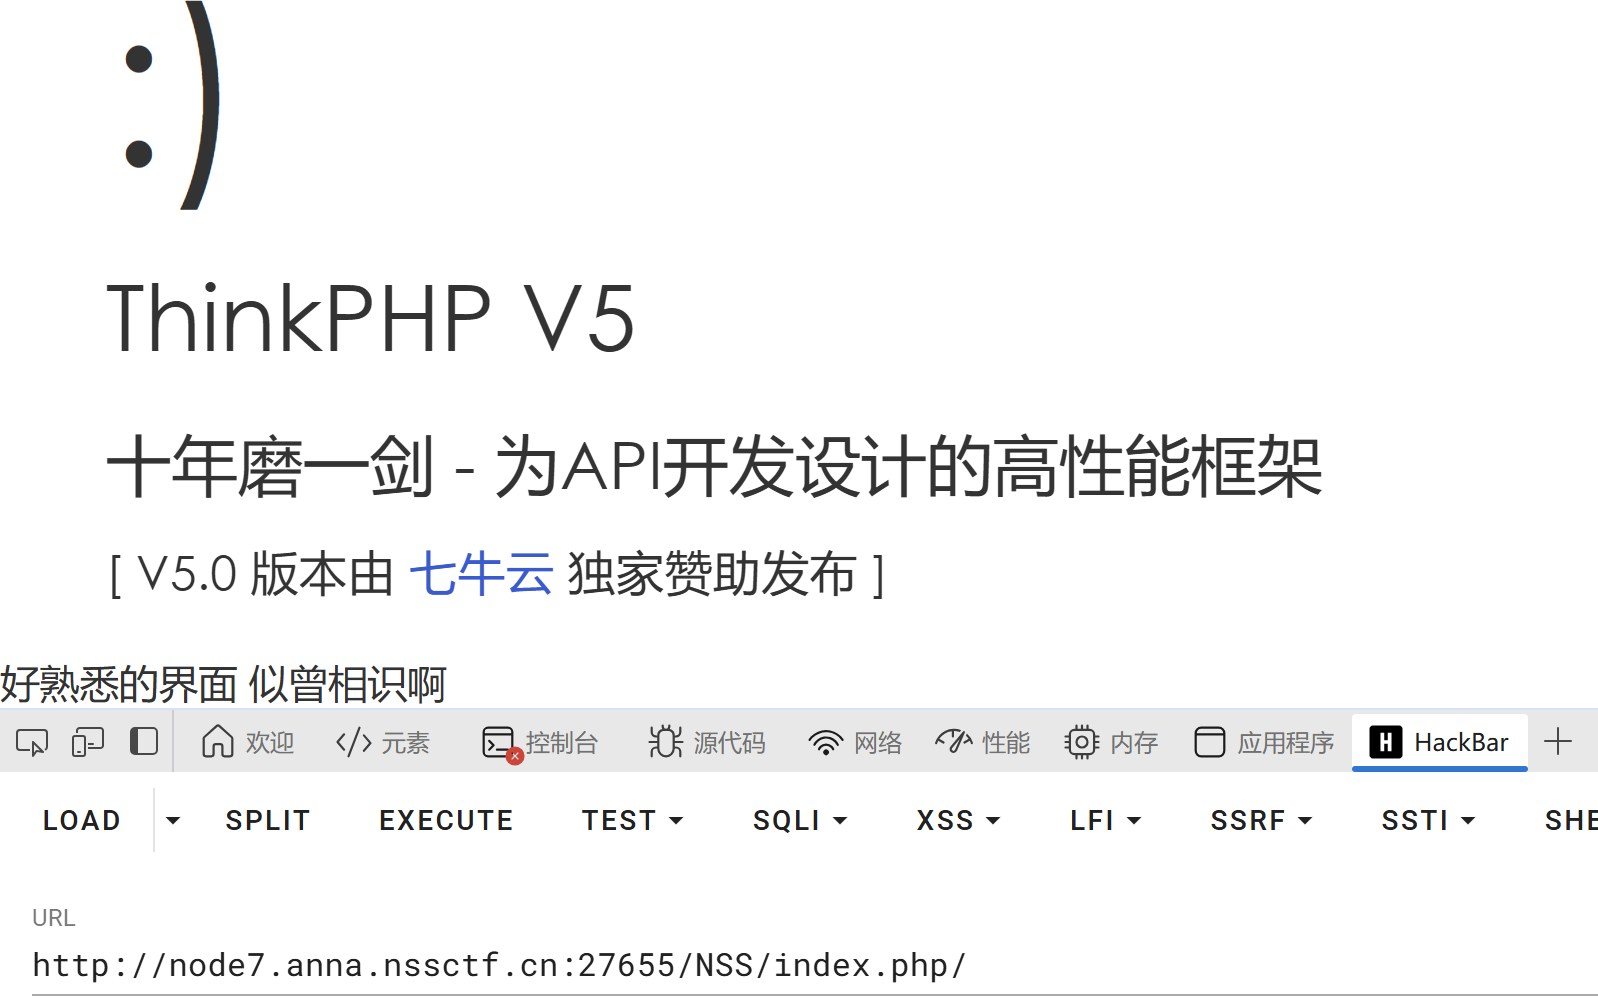 :)
ThinkPHP V5
十年磨一剑 - 为API开发设计的高性能框架
[ V5.0 版本由 七牛云 独家赞助发布 ]
好熟悉的界面 似曾相识啊
欢迎 元素 控制台 源代码 网络 性能 内存 应用程序 H HackBar
LOAD SPLIT EXECUTE TEST SQLI XSS LFI SSRF SSTI SHE
URL
http://node7.anna.nssctf.cn:27655/NSS/index.php/